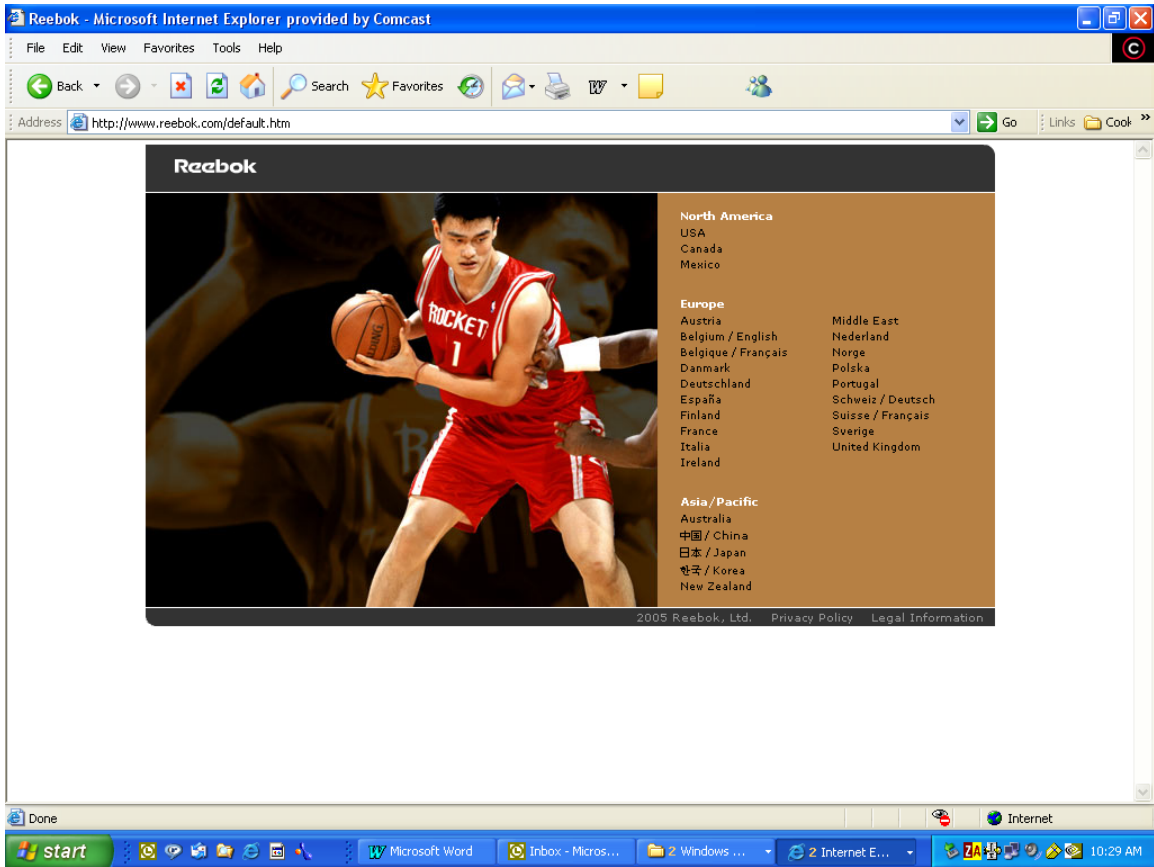 Reebok - Microsoft Internet Explorer provided by Comcast
File Edit View Favorites Tools Help
Back Search Favorites
Address http://www.reebok.com/default.htm Go Links Cook
Reebok
ROCKET
1
North America
USA
Canada
Mexico
Europe
Austria
Belgium / English
Belgique / Français
Danmark
Deutschland
España
Finland
France
Italia
Ireland
Middle East
Nederland
Norge
Polska
Portugal
Schweiz / Deutsch
Suisse / Français
Sverige
United Kingdom
Asia/Pacific
Australia
中国 / China
日本 / Japan
한국 / Korea
New Zealand
2005 Reebok, Ltd. Privacy Policy Legal Information
Done Internet
start Microsoft Word Inbox - Micros... 2 Windows ... 2 Internet E... 10:29 AM